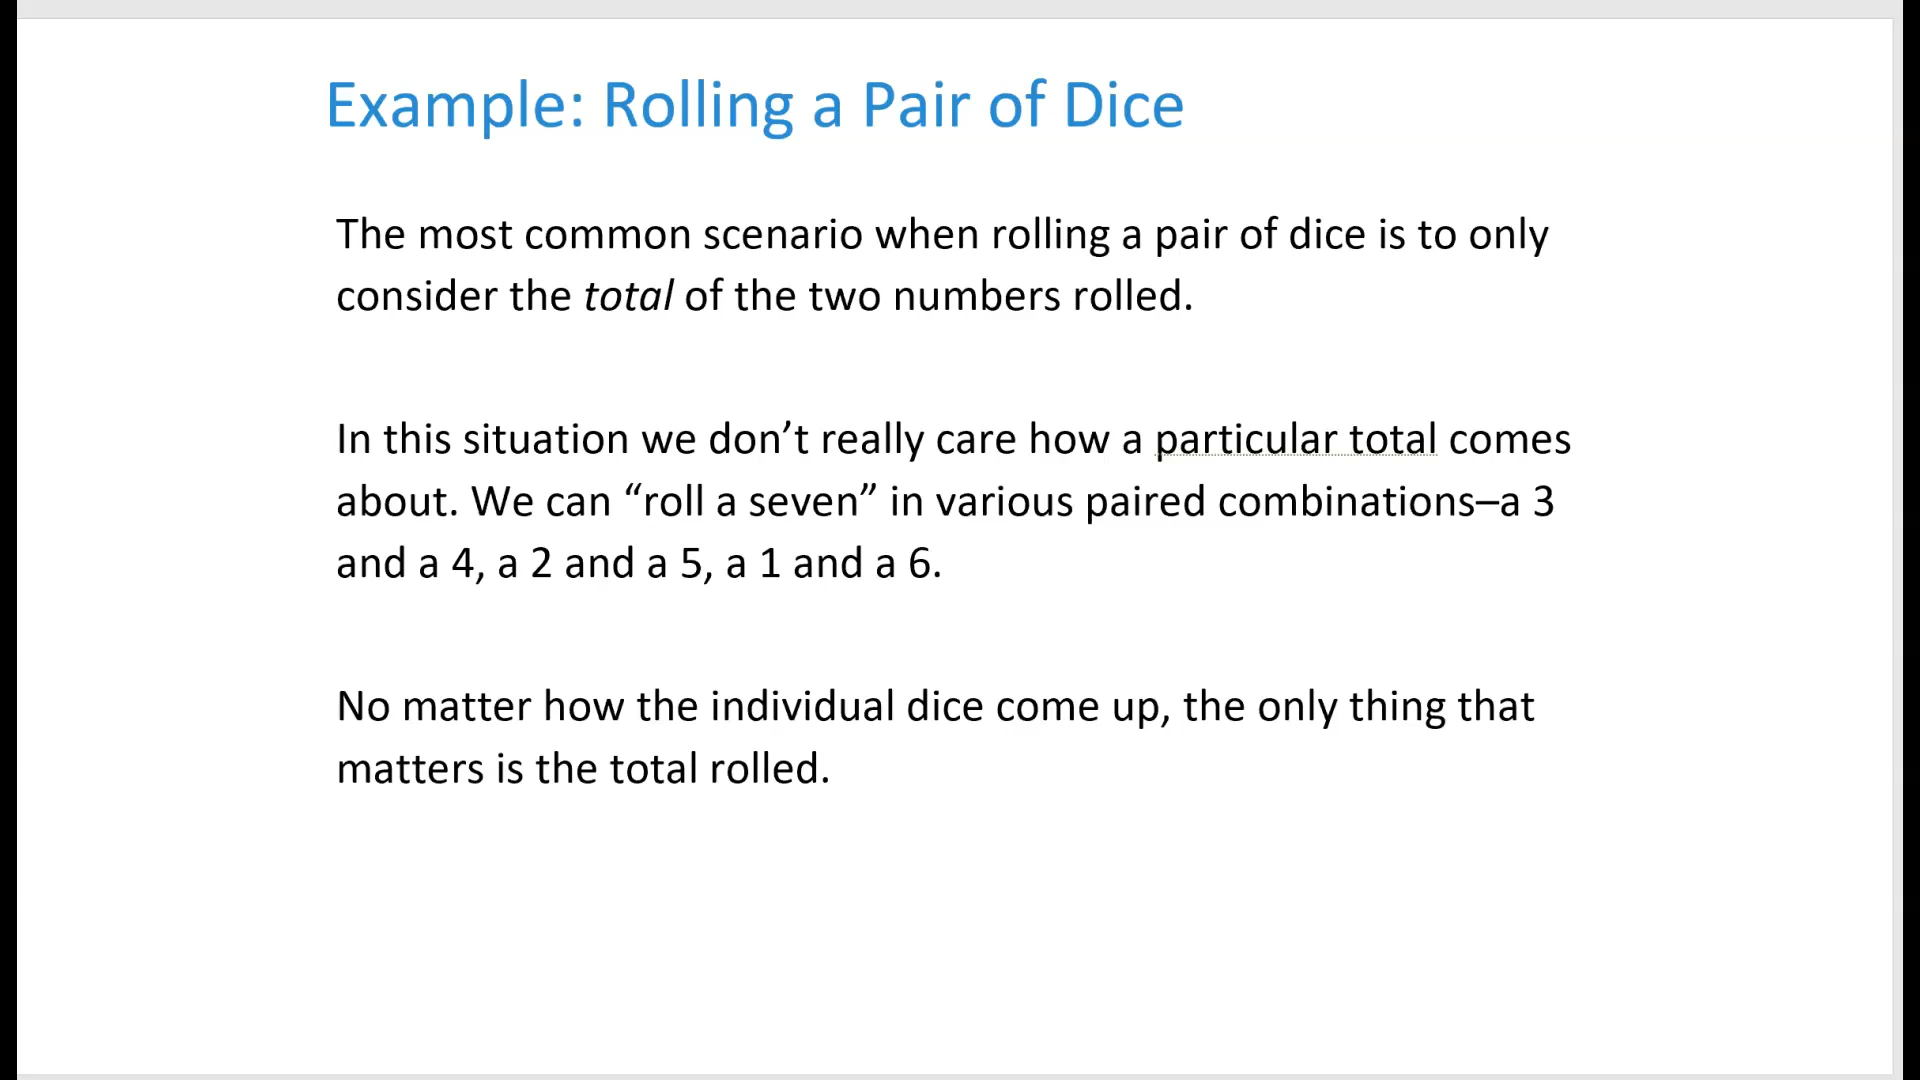 Example: Rolling a Pair of Dice
The most common scenario when rolling a pair of dice is to only
consider the total of the two numbers rolled.
In this situation we don’t really care how a particular total comes
about. We can “roll a seven” in various paired combinations–a 3
and a 4, a 2 and a 5, a 1 and a 6.
No matter how the individual dice come up, the only thing that
matters is the total rolled.